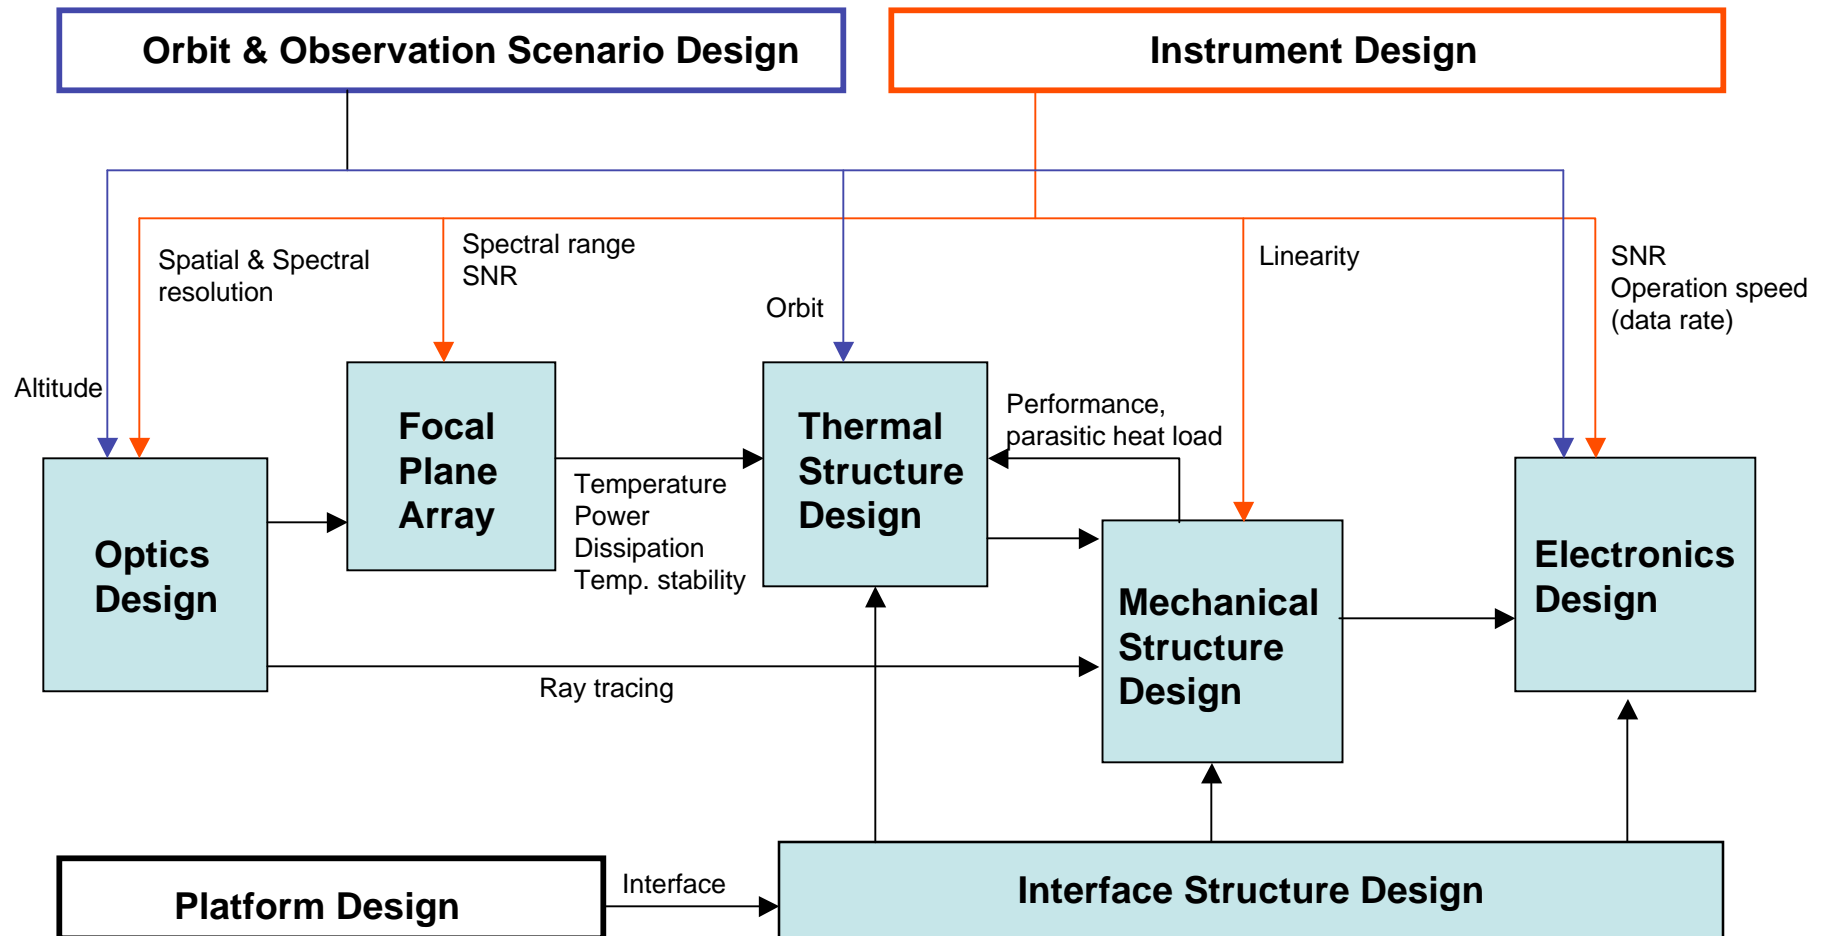 Orbit & Observation Scenario Design
Instrument Design
Spatial & Spectral
resolution
Spectral range
SNR
Orbit
Linearity
SNR
Operation speed
(data rate)
Altitude
Focal
Plane
Array
Thermal
Structure
Design
Performance,
parasitic heat load
Temperature
Power
Dissipation
Temp. stability
Optics
Design
Mechanical
Structure
Design
Electronics
Design
Ray tracing
Platform Design
Interface
Interface Structure Design